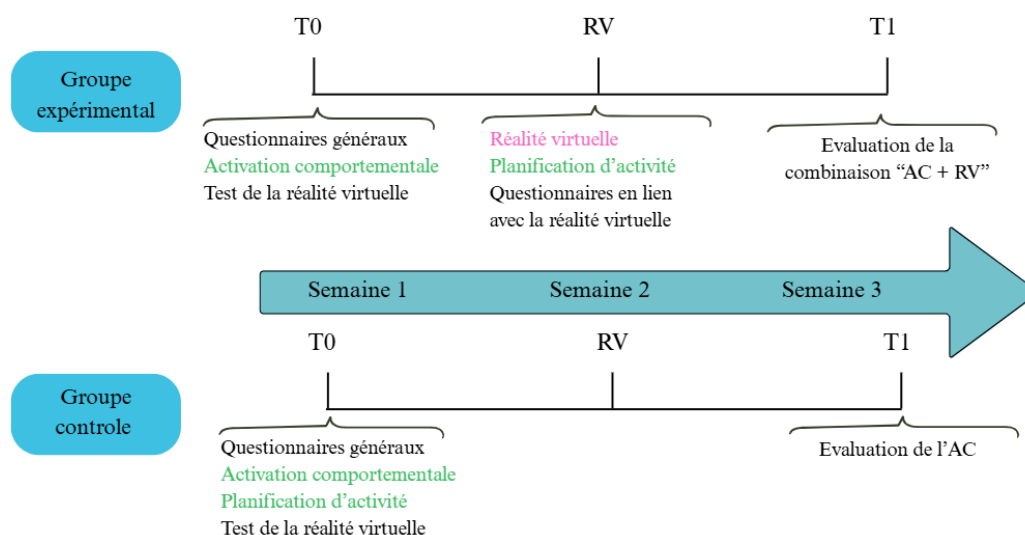 T0
RV
T1
Groupe
expérimental
Questionnaires généraux
Activation comportementale
Test de la réalité virtuelle
Réalité virtuelle
Planification d’activité
Questionnaires en lien
avec la réalité virtuelle
Evaluation de la
combinaison “AC + RV”
Semaine 1
Semaine 2
Semaine 3
T0
RV
T1
Groupe
controle
Questionnaires généraux
Activation comportementale
Planification d’activité
Test de la réalité virtuelle
Evaluation de l’AC